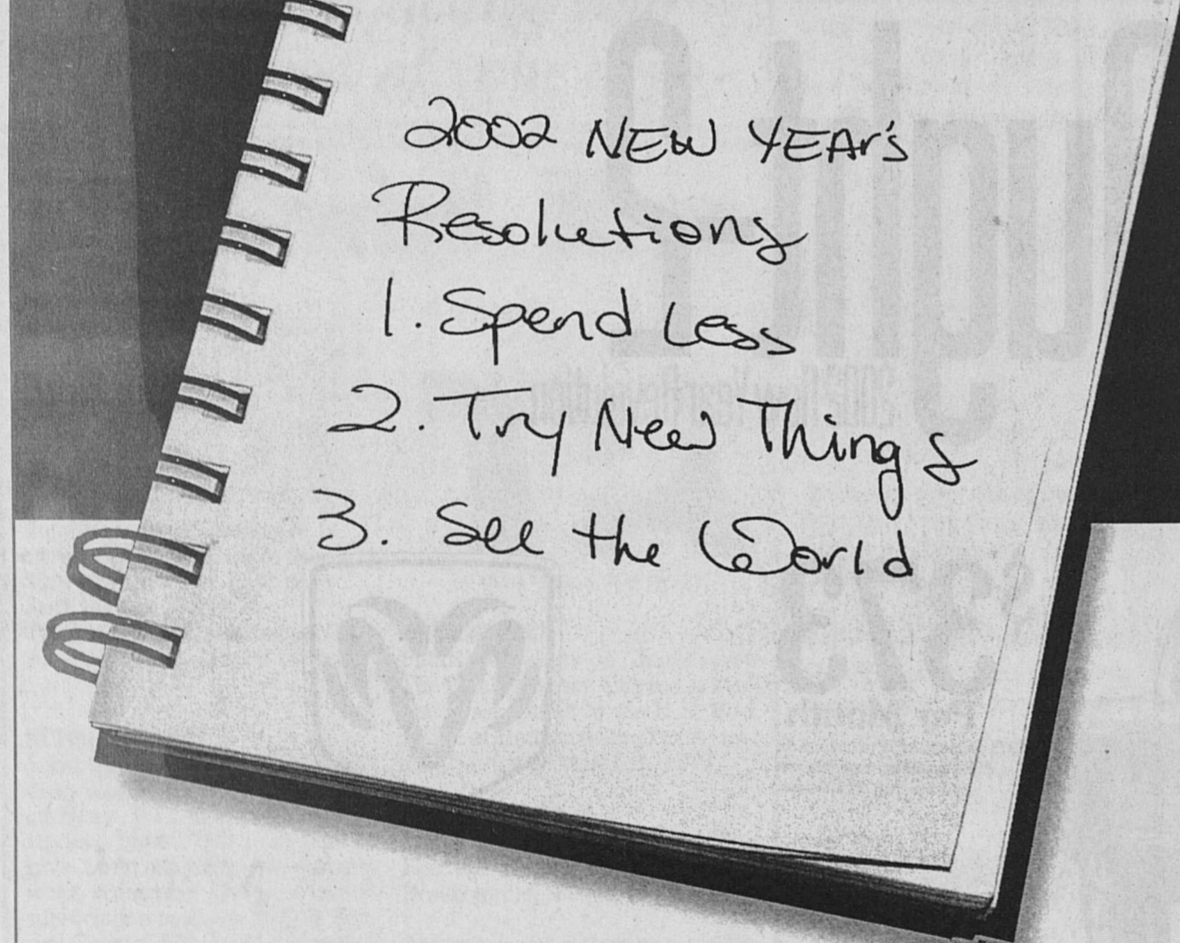 2002 NEW YEAr's
Resolutions
1. Spend Less
2. Try New Things
3. See the World